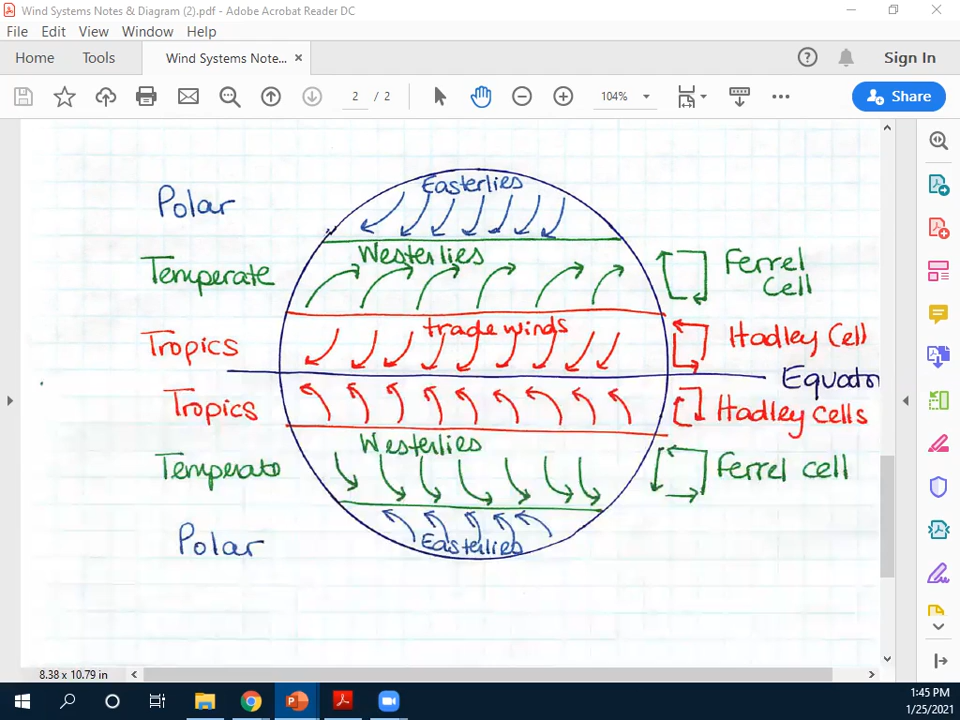 Wind Systems Notes & Diagram (2).pdf - Adobe Acrobat Reader DC
File Edit View Window Help
Home Tools Wind Systems Note... × Sign In
2 / 2 104% Share
Easterlies
Polar
Westerlies
Temperate
Ferrel
Cell
trade winds
Tropics
Hadley Cell
Equator
Tropics
Hadley Cells
Westerlies
Temperate
Ferrel cell
Polar
Easterlies
8.38 x 10.79 in
1:45 PM
1/25/2021